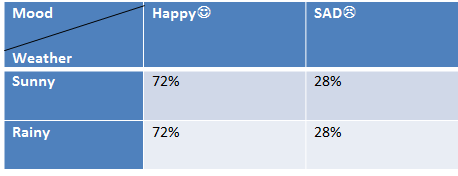 Mood Happy☺ SAD☹
Weather
Sunny 72% 28%
Rainy 72% 28%